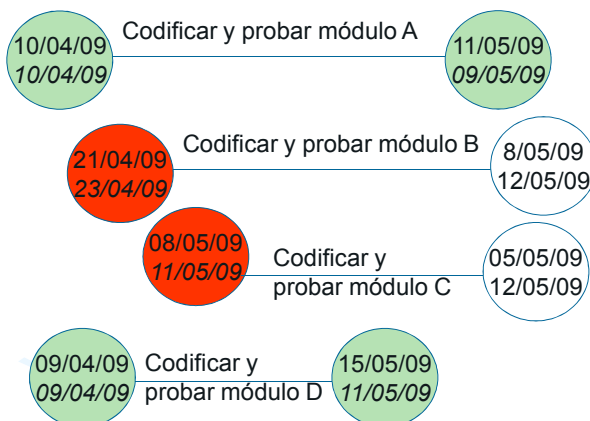 10/04/09
10/04/09
Codificar y probar módulo A
11/05/09
09/05/09
21/04/09
23/04/09
Codificar y probar módulo B
8/05/09
12/05/09
08/05/09
11/05/09
Codificar y
probar módulo C
05/05/09
12/05/09
09/04/09
09/04/09
Codificar y
probar módulo D
15/05/09
11/05/09